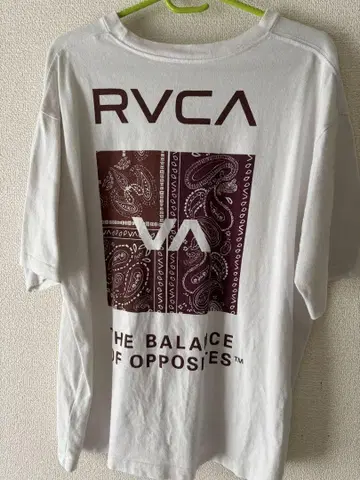 RVCA
VA
THE BALANCE
OF OPPOSITES™